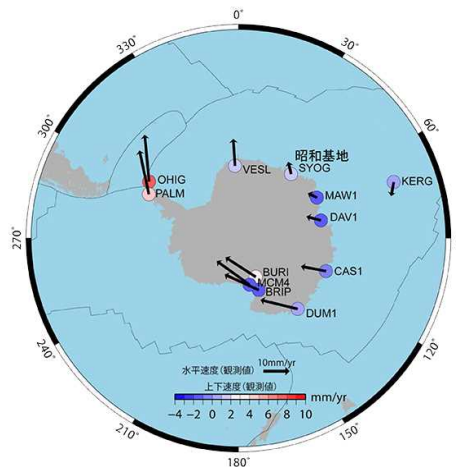 0°
330°
30°
300°
60°
昭和基地
VESL
SYOG
OHIG
KERG
PALM
MAW1
DAV1
270°
BURI
CAS1
MCM4
BRIP
DUM1
240°
120°
10mm/yr
水平速度(観測値)
上下速度(観測値)
mm/yr
−4 −2 0 2 4 6 8 10
210°
150°
180°